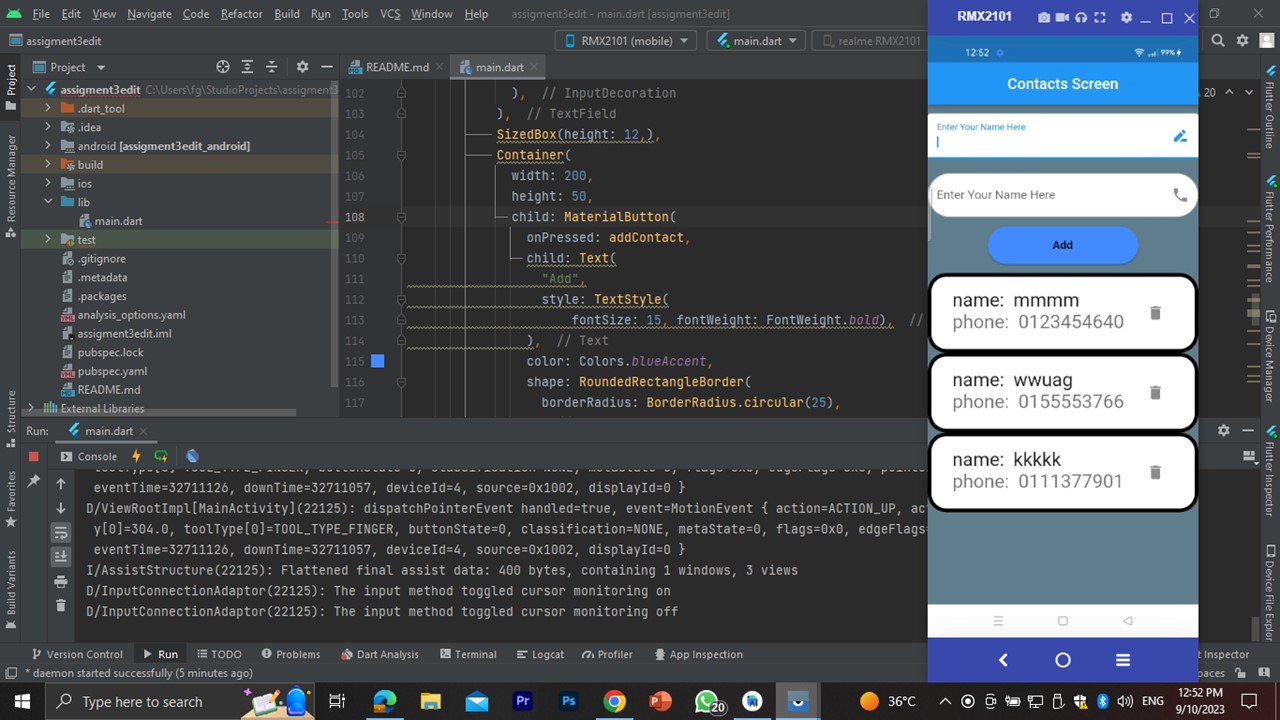 File Edit View Navigate Code Refactor Build Run Tools VCS Window Help assigment3edit - main.dart [assigment3edit]
assigment3edit RMX2101 (mobile) main.dart realme RMX2101
Project README.md main.dart
assigment3edit C:\Users\fg\StudioProjects\assigment3
.dart_tool
.idea
android [assigment3edit_android]
build
ios
lib
main.dart
test
.gitignore
.metadata
.packages
analysis_options.yaml
assigment3edit.iml
pubspec.lock
pubspec.yaml
README.md
External Libraries
Project
Resource Manager
Structure
Favorites
Build Variants
102 ), // InputDecoration
103 ), // TextField
104 SizedBox(height: 12,),
105 Container(
106 width: 200,
107 height: 50,
108 child: MaterialButton(
109 onPressed: addContact,
110 child: Text(
111 "Add",
112 style: TextStyle(
113 fontSize: 15, fontWeight: FontWeight.bold), //
114 ), // Text
115 color: Colors.blueAccent,
116 shape: RoundedRectangleBorder(
117 borderRadius: BorderRadius.circular(25),
20
Run: main.dart
Console
eventTime=32711126, downTime=32711057, deviceId=4, source=0x1002, displayId=0 }
D/ViewRootImpl[MainActivity](22125): dispatchPointerEvent handled=true, event=MotionEvent { action=ACTION_UP, act
y[0]=304.0, toolType[0]=TOOL_TYPE_FINGER, buttonState=0, classification=NONE, metaState=0, flags=0x0, edgeFlags=
eventTime=32711126, downTime=32711057, deviceId=4, source=0x1002, displayId=0 }
I/AssistStructure(22125): Flattened final assist data: 400 bytes, containing 1 windows, 3 views
D/InputConnectionAdaptor(22125): The input method toggled cursor monitoring on
D/InputConnectionAdaptor(22125): The input method toggled cursor monitoring off
RMX2101
12:52 99%
Contacts Screen
Enter Your Name Here
Enter Your Name Here
Add
name: mmmm
phone: 0123454640
name: wwuag
phone: 0155553766
name: kkkkk
phone: 0111377901
Flutter Outline
Flutter Performance
Device Manager
Flutter Inspector
Device File Explor
Version Control Run TODO Problems Dart Analysis Terminal Logcat Profiler App Inspection t Inspector
* daemon started successfully (5 minutes ago) paces
Type here to search 20 36°C ENG 12:52 PM
9/10/2023